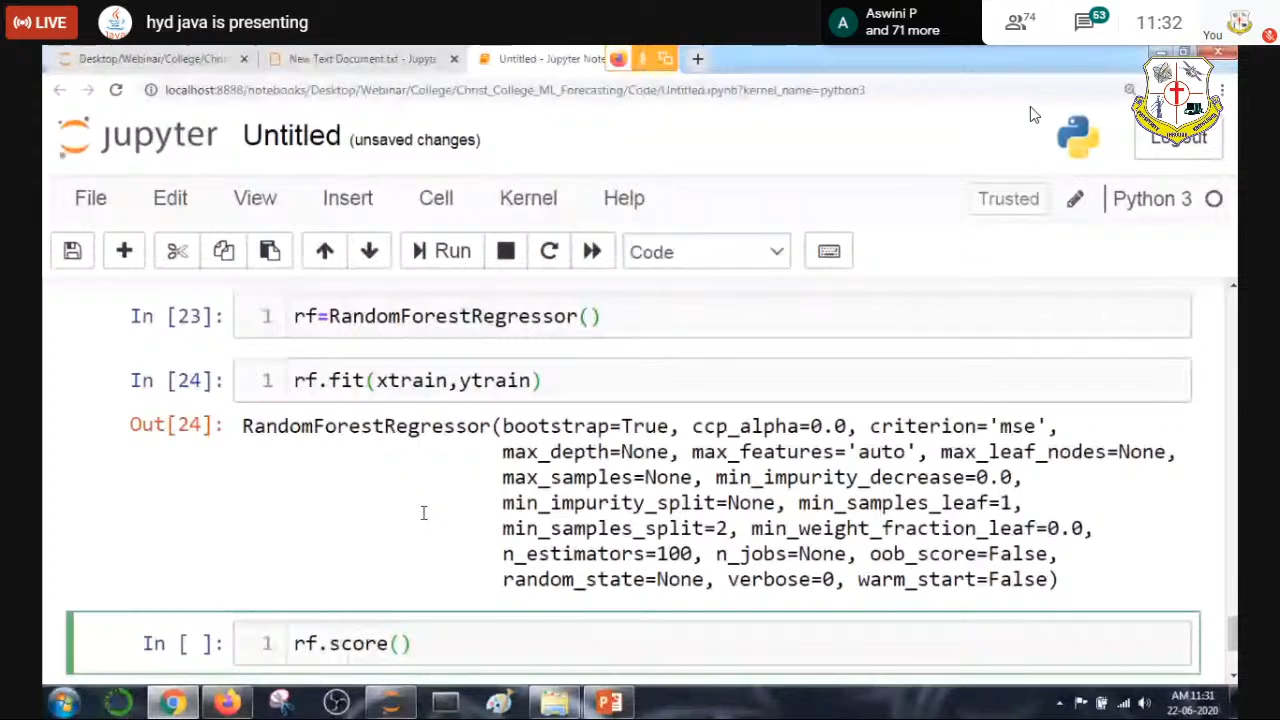 LIVE
hyd java is presenting
A
Aswini P
and 71 more
74
53
11:32
You
Desktop/Webinar/College/Chris
New Text Document.txt - Jupyte
Untitled - Jupyter Note
localhost:8888/notebooks/Desktop/Webinar/College/Christ_College_ML_Forecasting/Code/Untitled.ipynb?kernel_name=python3
jupyter Untitled (unsaved changes)
Logout
File Edit View Insert Cell Kernel Help
Trusted
Python 3
Run
Code
In [23]: 1 rf=RandomForestRegressor()
In [24]: 1 rf.fit(xtrain,ytrain)
Out[24]: RandomForestRegressor(bootstrap=True, ccp_alpha=0.0, criterion='mse',
max_depth=None, max_features='auto', max_leaf_nodes=None,
max_samples=None, min_impurity_decrease=0.0,
min_impurity_split=None, min_samples_leaf=1,
min_samples_split=2, min_weight_fraction_leaf=0.0,
n_estimators=100, n_jobs=None, oob_score=False,
random_state=None, verbose=0, warm_start=False)
In [ ]: 1 rf.score()
AM 11:31
22-06-2020